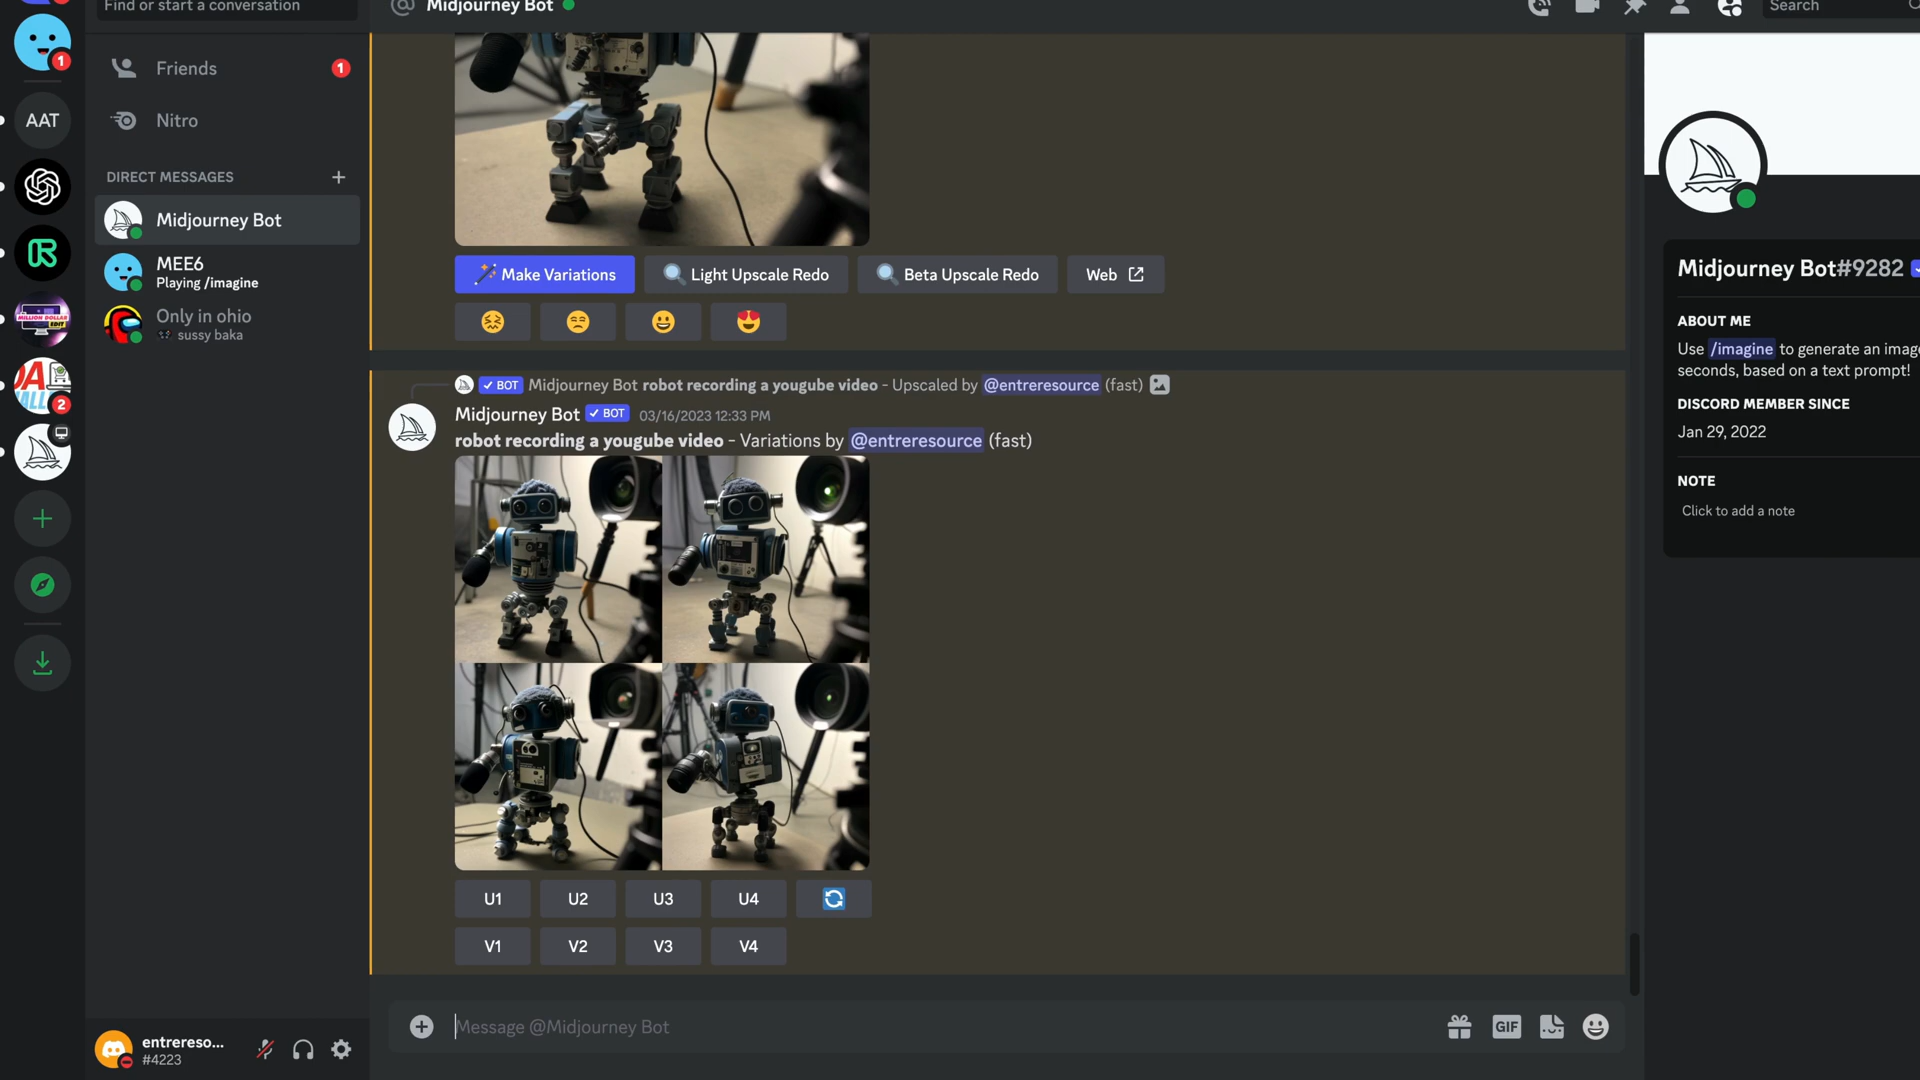 Find or start a conversation
Midjourney Bot
Search
1
AAT
Friends
1
Nitro
DIRECT MESSAGES
Midjourney Bot
MEE6
Playing /imagine
Only in ohio
sussy baka
MILLION DOLLAR
EDIT
2
entrereso...
#4223
Make Variations
Light Upscale Redo
Beta Upscale Redo
Web
BOT Midjourney Bot robot recording a yougube video - Upscaled by @entreresource (fast)
Midjourney Bot BOT 03/16/2023 12:33 PM
robot recording a yougube video - Variations by @entreresource (fast)
U1 U2 U3 U4
V1 V2 V3 V4
Message @Midjourney Bot
GIF
Midjourney Bot#9282
ABOUT ME
Use /imagine to generate an imag
seconds, based on a text prompt!
DISCORD MEMBER SINCE
Jan 29, 2022
NOTE
Click to add a note